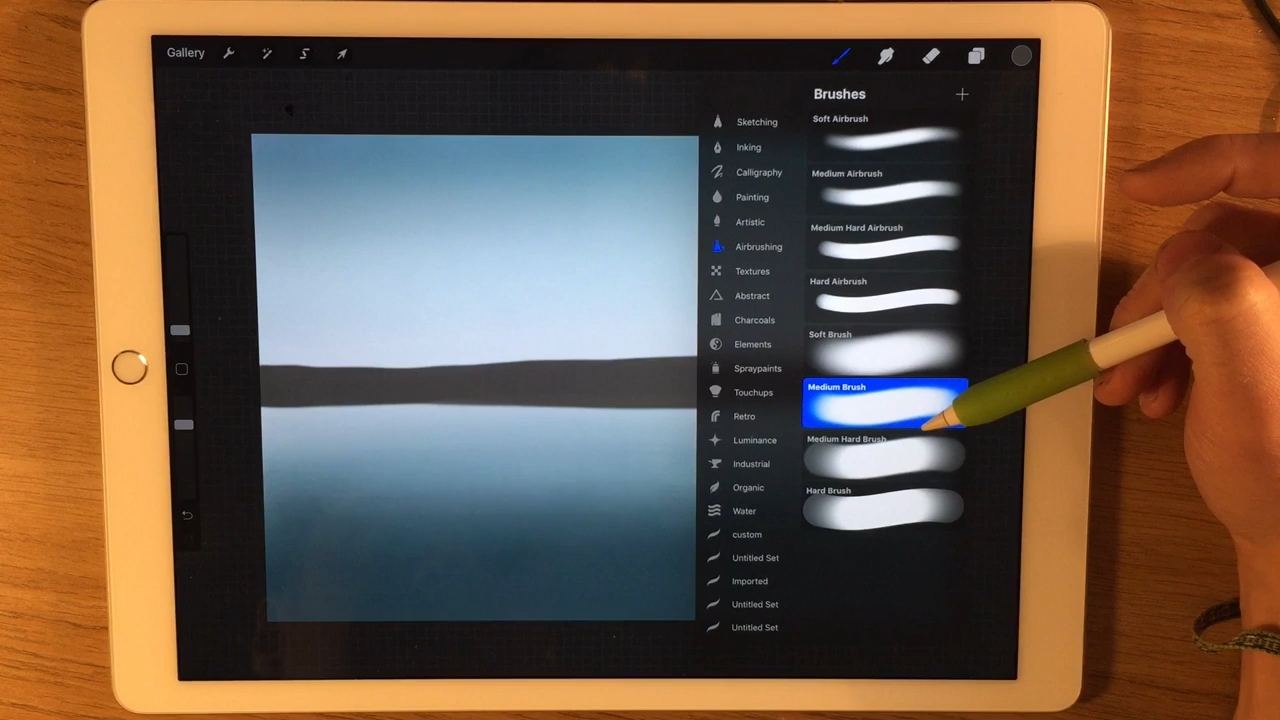 Gallery
Brushes
Sketching
Inking
Calligraphy
Painting
Artistic
Airbrushing
Textures
Abstract
Charcoals
Elements
Spraypaints
Touchups
Retro
Luminance
Industrial
Organic
Water
custom
Untitled Set
Imported
Untitled Set
Untitled Set
Soft Airbrush
Medium Airbrush
Medium Hard Airbrush
Hard Airbrush
Soft Brush
Medium Brush
Medium Hard Brush
Hard Brush